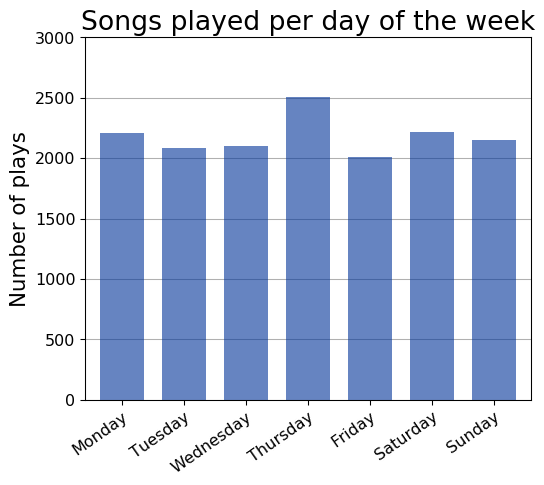 Songs played per day of the week
Number of plays
3000
2500
2000
1500
1000
500
0
Monday
Tuesday
Wednesday
Thursday
Friday
Saturday
Sunday